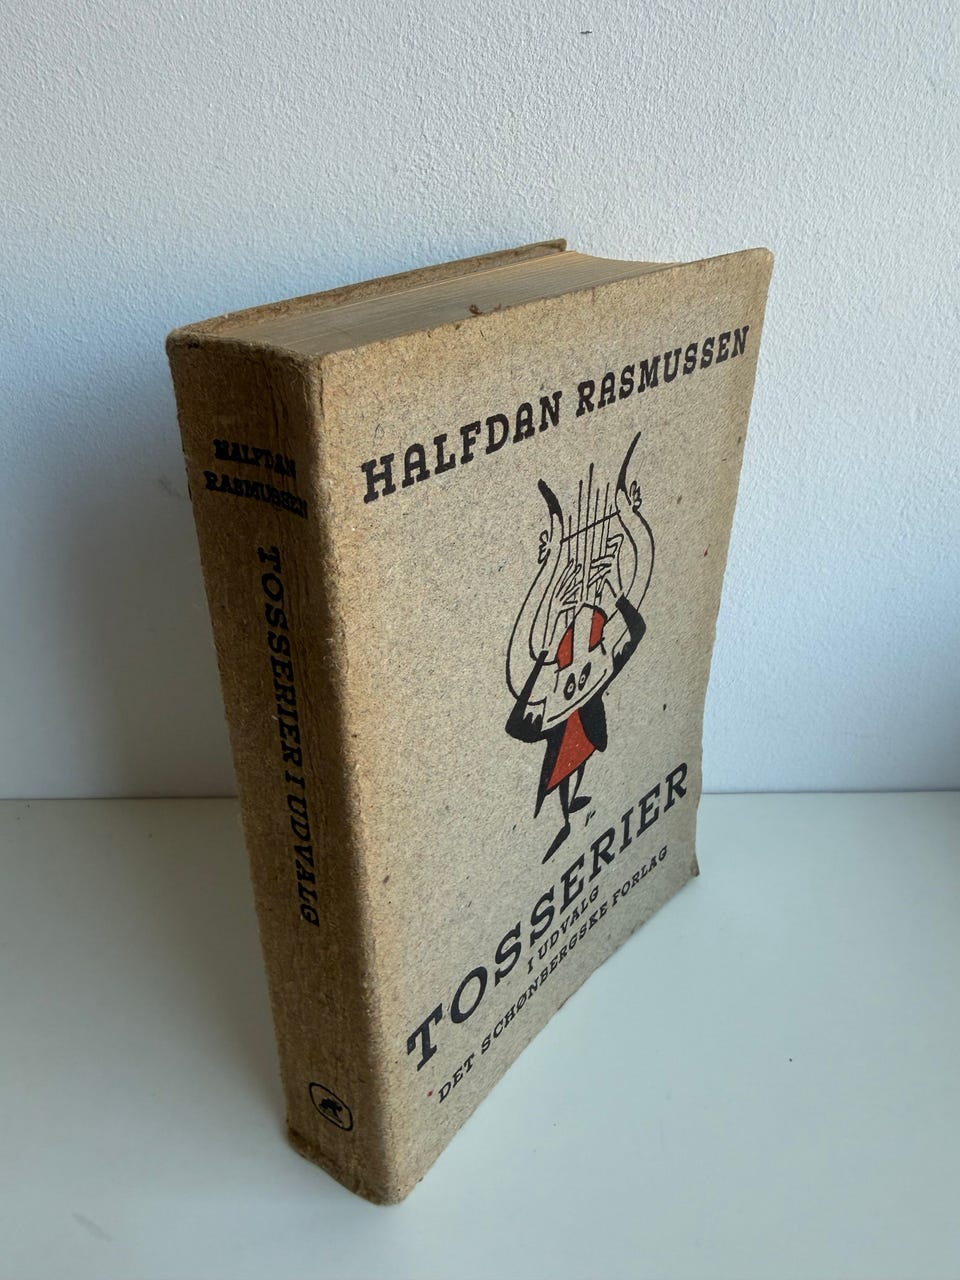 HALFDAN
RASMUSSEN
TOSSERIER I UDVALG
HALFDAN RASMUSSEN
TOSSERIER
I UDVALG
DET SCHØNBERGSKE FORLAG